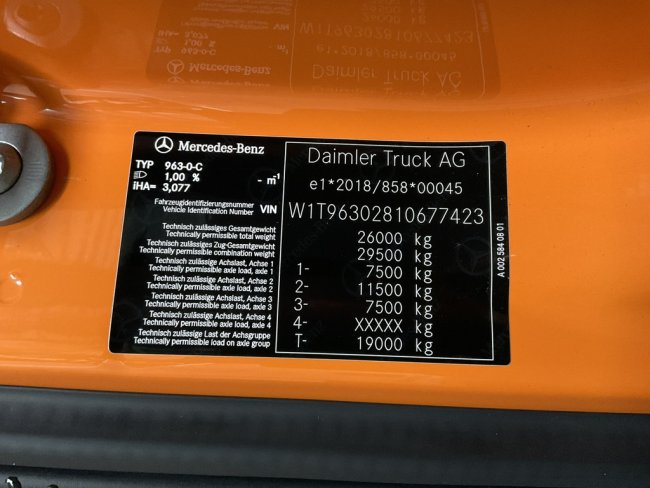 Mercedes-Benz
TYP 963-0-C
1,00 % - m⁻¹
iHA= 3,077
Fahrzeugidentifizierungsnummer
Vehicle Identification Number VIN
Technisch zulässiges Gesamtgewicht
Technically permissible total weight
Technisch zulässiges Zug-Gesamtgewicht
Technically permissible combination weight
Technisch zulässige Achslast, Achse 1
Technically permissible axle load, axle 1
Technisch zulässige Achslast, Achse 2
Technically permissible axle load, axle 2
Technisch zulässige Achslast, Achse 3
Technically permissible axle load, axle 3
Technisch zulässige Achslast, Achse 4
Technically permissible axle load, axle 4
Technisch zulässige Last der Achsgruppe
Technically permissible load on axle group
Daimler Truck AG
e1*2018/858*00045
W1T96302810677423
26000 kg
29500 kg
1- 7500 kg
2- 11500 kg
3- 7500 kg
4- XXXXX kg
T- 19000 kg
A 002 584 08 01